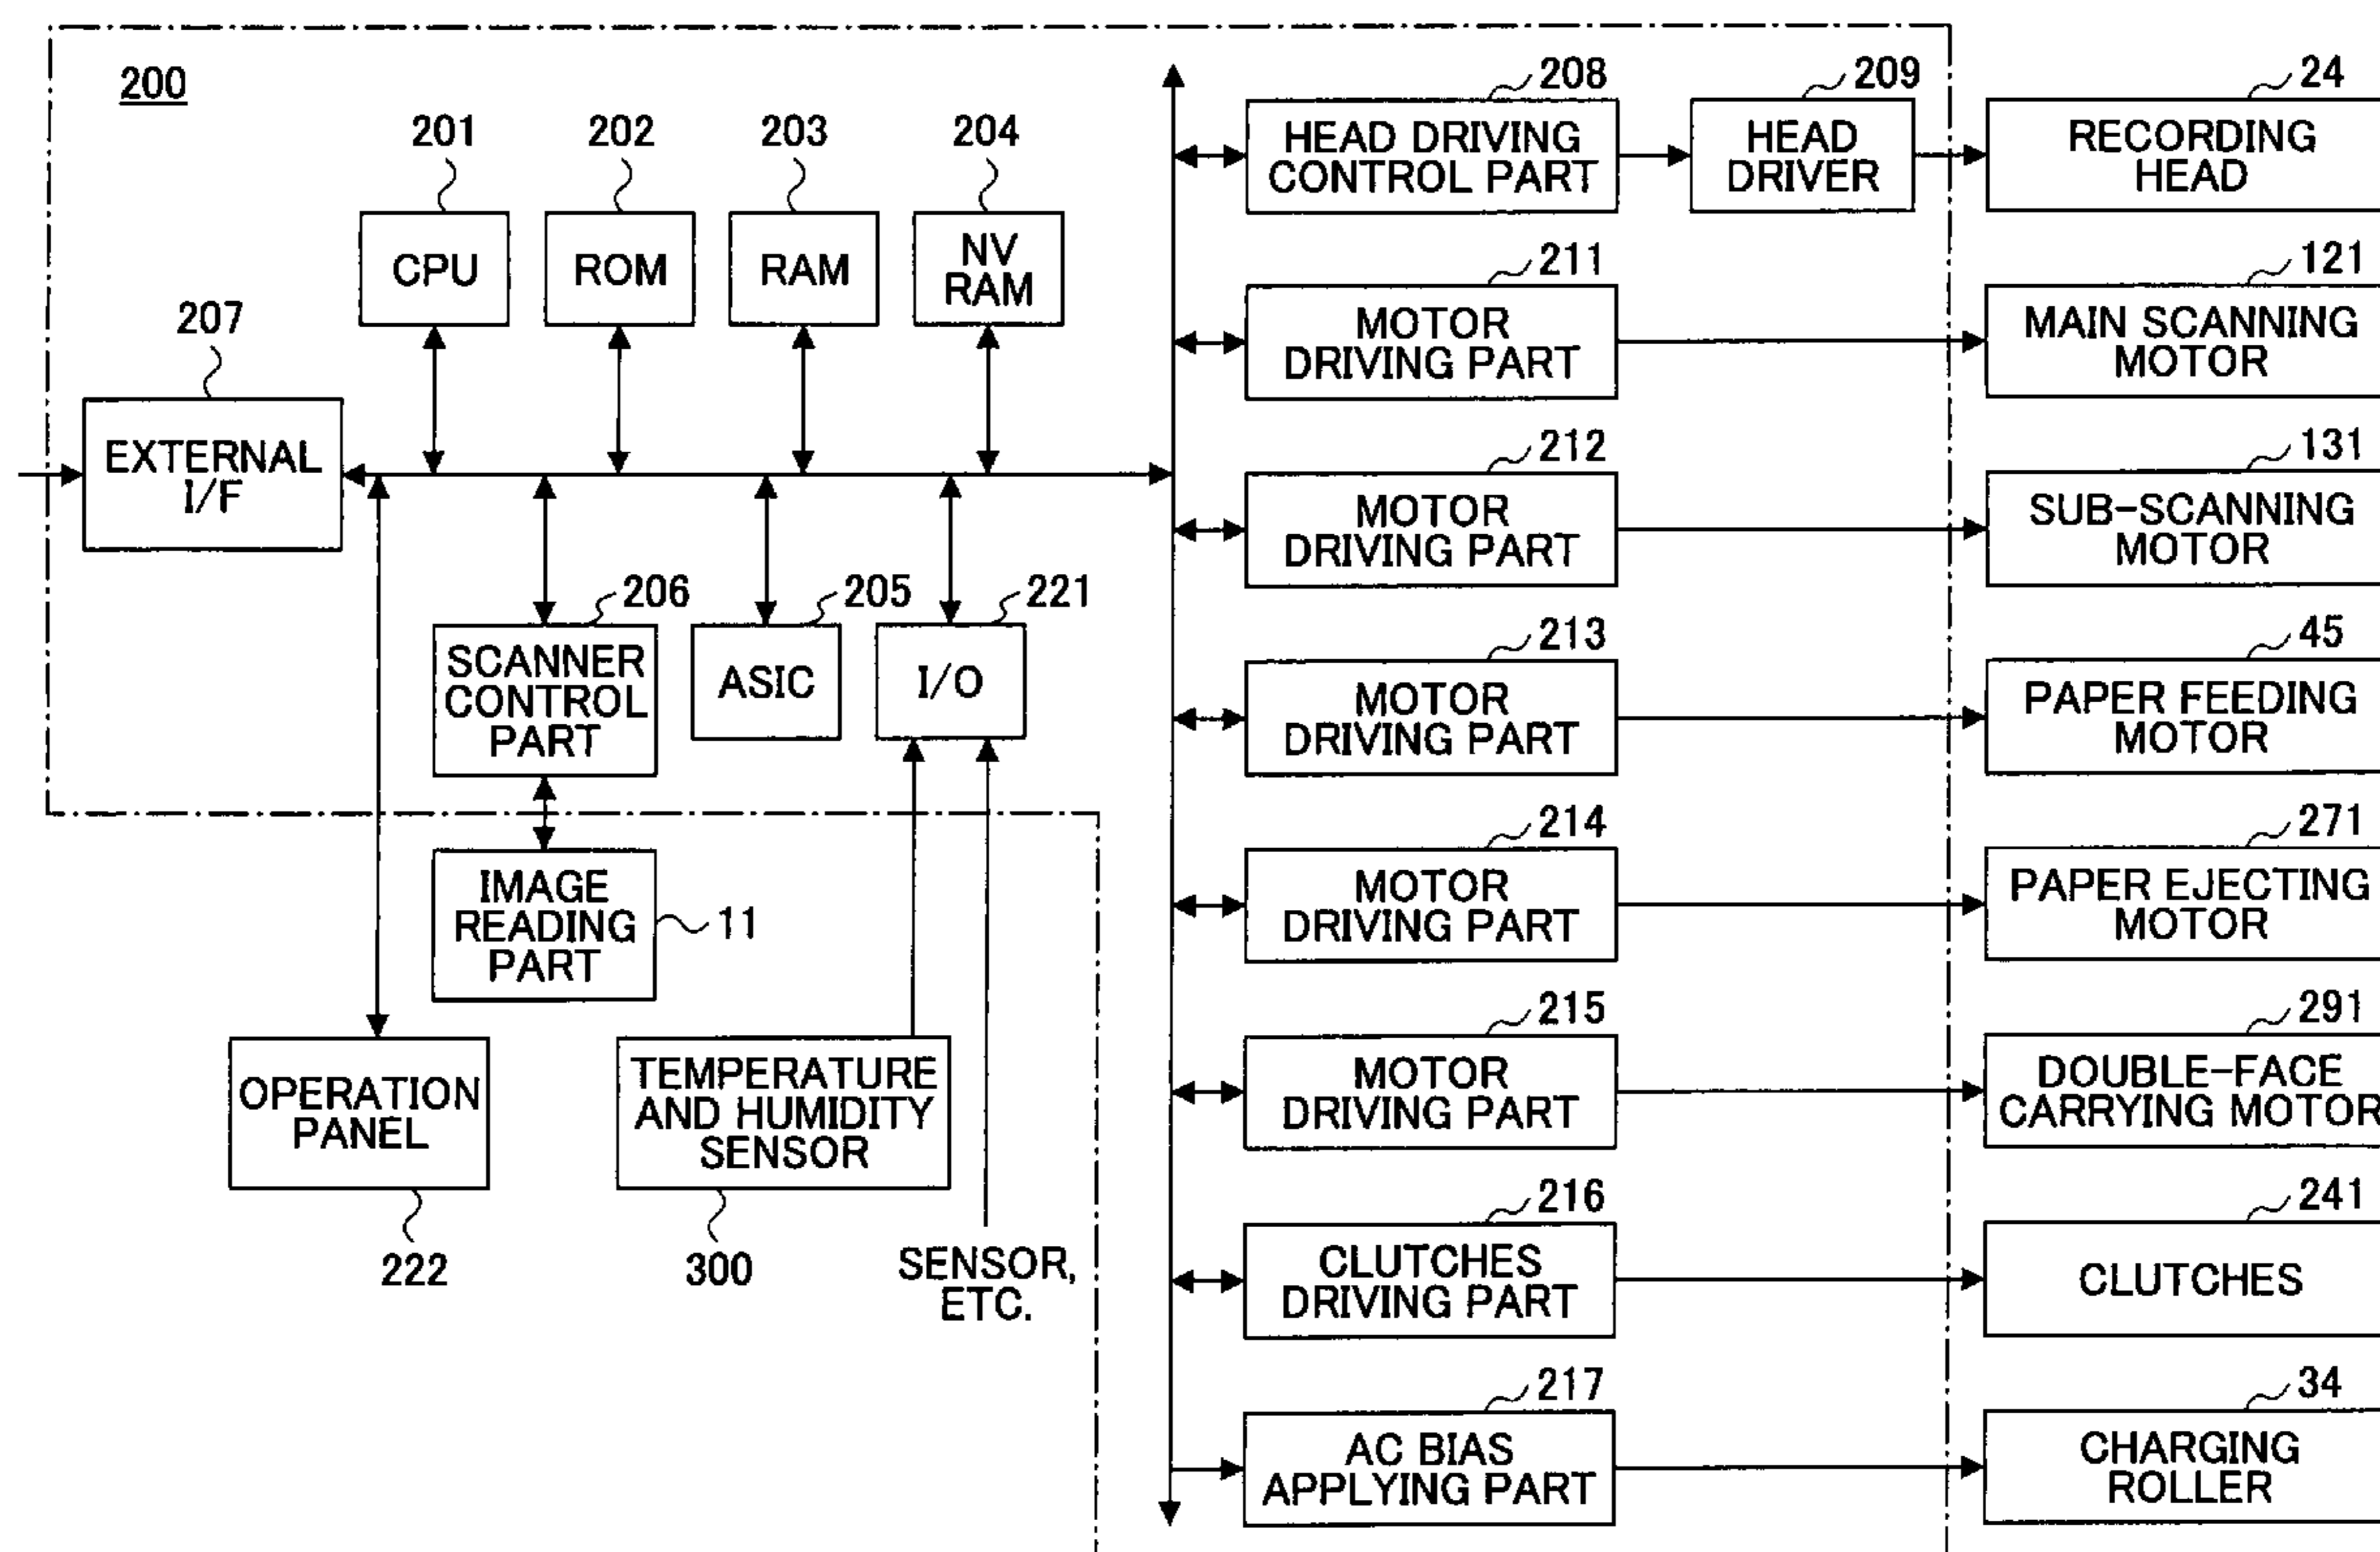 200
201
202
203
204
CPU
ROM
RAM
NV
RAM
207
EXTERNAL
I/F
206
205
221
SCANNER
CONTROL
PART
ASIC
I/O
IMAGE
READING
PART
11
OPERATION
PANEL
222
TEMPERATURE
AND HUMIDITY
SENSOR
300
SENSOR,
ETC.
208
HEAD DRIVING
CONTROL PART
209
HEAD
DRIVER
24
RECORDING
HEAD
211
MOTOR
DRIVING PART
121
MAIN SCANNING
MOTOR
212
MOTOR
DRIVING PART
131
SUB-SCANNING
MOTOR
213
MOTOR
DRIVING PART
45
PAPER FEEDING
MOTOR
214
MOTOR
DRIVING PART
271
PAPER EJECTING
MOTOR
215
MOTOR
DRIVING PART
291
DOUBLE-FACE
CARRYING MOTOR
216
CLUTCHES
DRIVING PART
241
CLUTCHES
217
AC BIAS
APPLYING PART
34
CHARGING
ROLLER